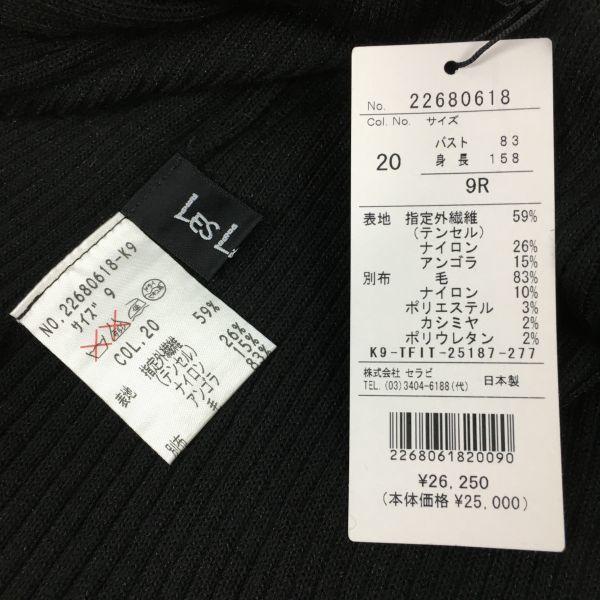 No. 22680618
Col. No. サイズ
20
バスト 83
身長 158
9R
表地 指定外繊維 59%
(テンセル)
ナイロン 26%
アンゴラ 15%
別布 毛 83%
ナイロン 10%
ポリエステル 3%
カシミヤ 2%
ポリウレタン 2%
K9-TFIT-25187-277
株式会社 セラビ
TEL.(03)3404-6188(代) 日本製
2268061820090
¥26,250
(本体価格 ¥25,000)
NO.22680618-K9
サイズ 9
COL.20
表地 指定外繊維 59%
(テンセル)
ナイロン 26%
アンゴラ 15%
別布 83%